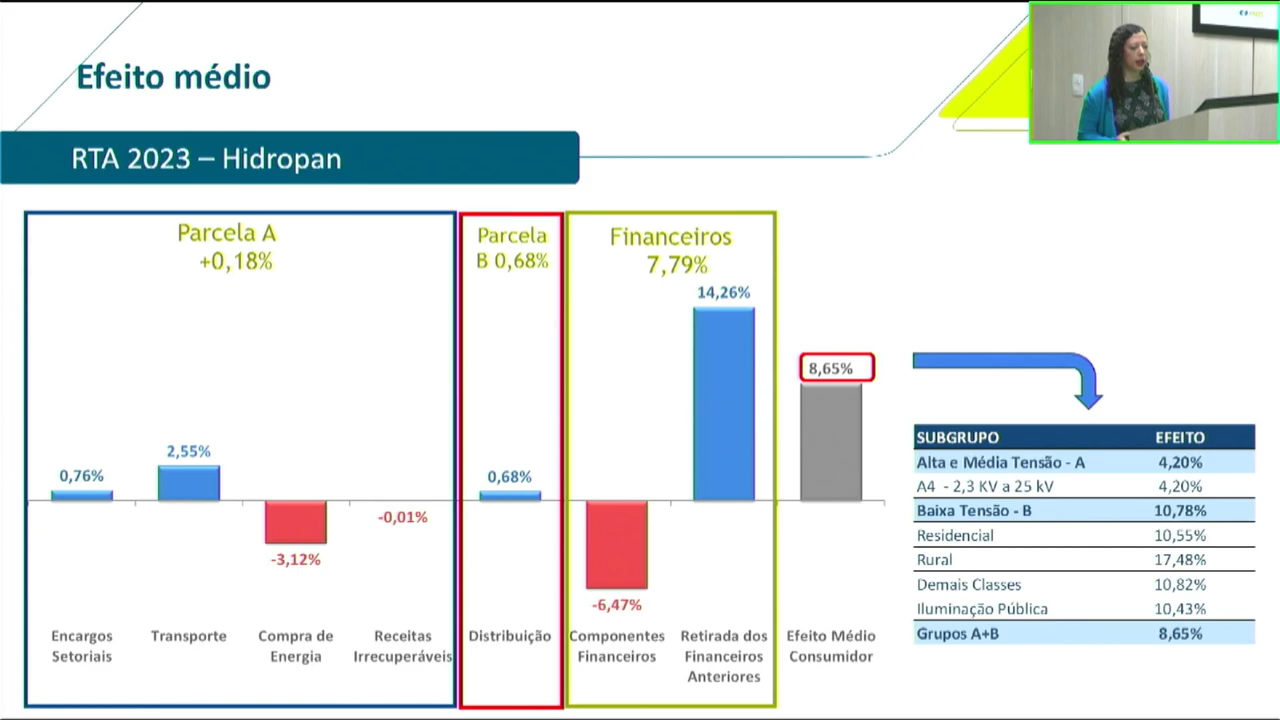 Efeito médio
RTA 2023 – Hidropan
Parcela A
+0,18%
Parcela
B 0,68%
Financeiros
7,79%
0,76%
2,55%
-3,12%
-0,01%
0,68%
-6,47%
14,26%
8,65%
Encargos
Setoriais
Transporte
Compra de
Energia
Receitas
Irrecuperáveis
Distribuição
Componentes
Financeiros
Retirada dos
Financeiros
Anteriores
Efeito Médio
Consumidor
SUBGRUPO EFEITO
Alta e Média Tensão - A 4,20%
A4 - 2,3 KV a 25 kV 4,20%
Baixa Tensão - B 10,78%
Residencial 10,55%
Rural 17,48%
Demais Classes 10,82%
Iluminação Pública 10,43%
Grupos A+B 8,65%